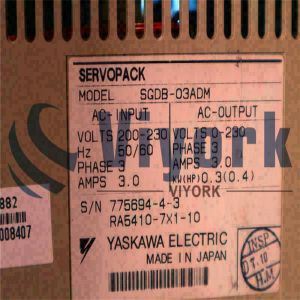 SERVOPACK
MODEL SGDB-03ADM
AC-INPUT AC-OUTPUT
VOLTS 200-230 VOLTS 0-230
Hz 50/60 PHASE 3
PHASE 3 AMPS 3.0
AMPS 3.0 kW(HP) 0.3(0.4)
Viyork
VIYORK
882
S/N 775694-4-3
008407 RA5410-7X1-10
YASKAWA ELECTRIC
MADE IN JAPAN
INSP
D T. 10
H.M